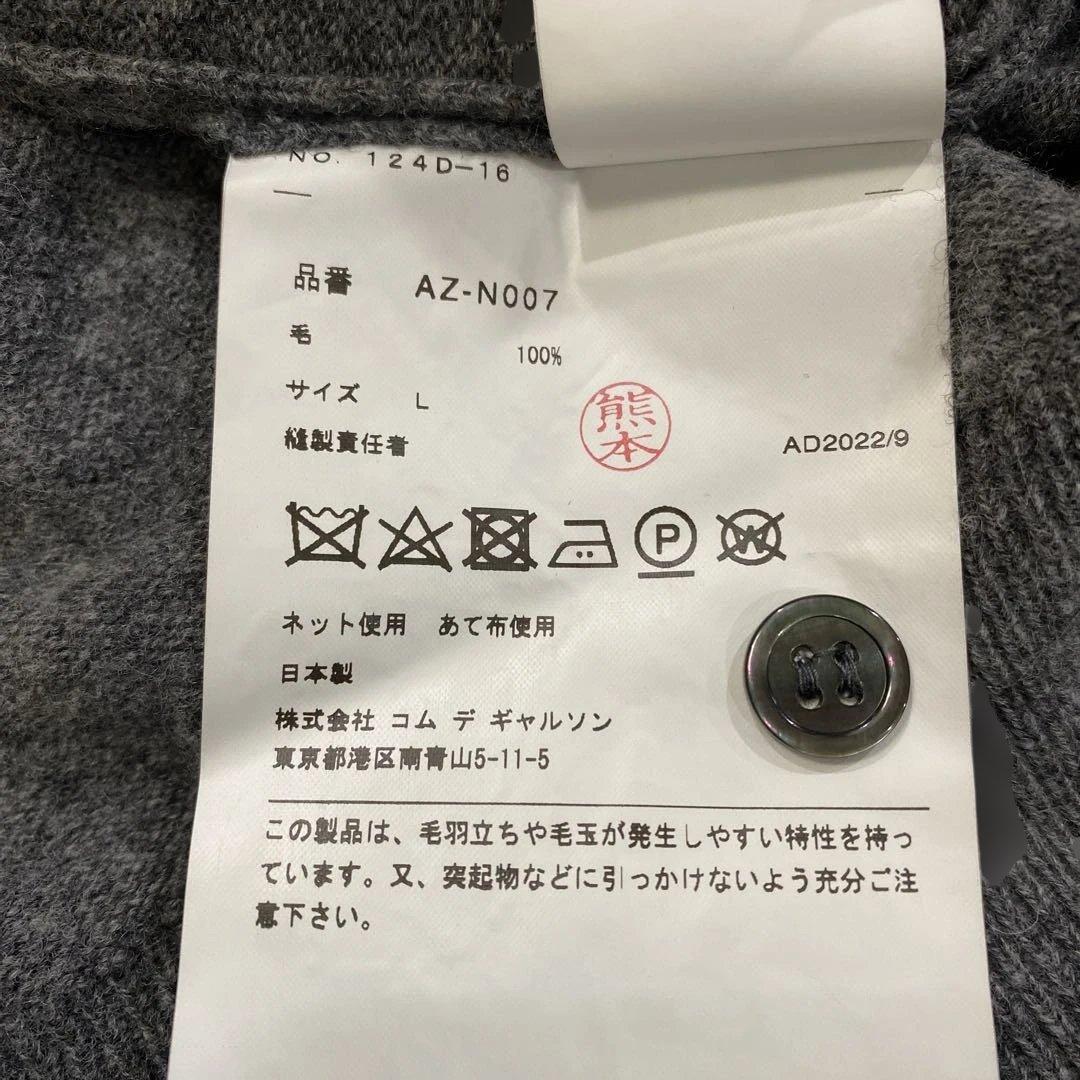 NO. 124D-16
品番 AZ-N007
毛 100%
サイズ L
縫製責任者 熊本 AD2022/9
P W
ネット使用 あて布使用
日本製
株式会社 コム デ ギャルソン
東京都港区南青山5-11-5
この製品は、毛羽立ちや毛玉が発生しやすい特性を持っ
ています。又、突起物などに引っかけないよう充分ご注
意下さい。